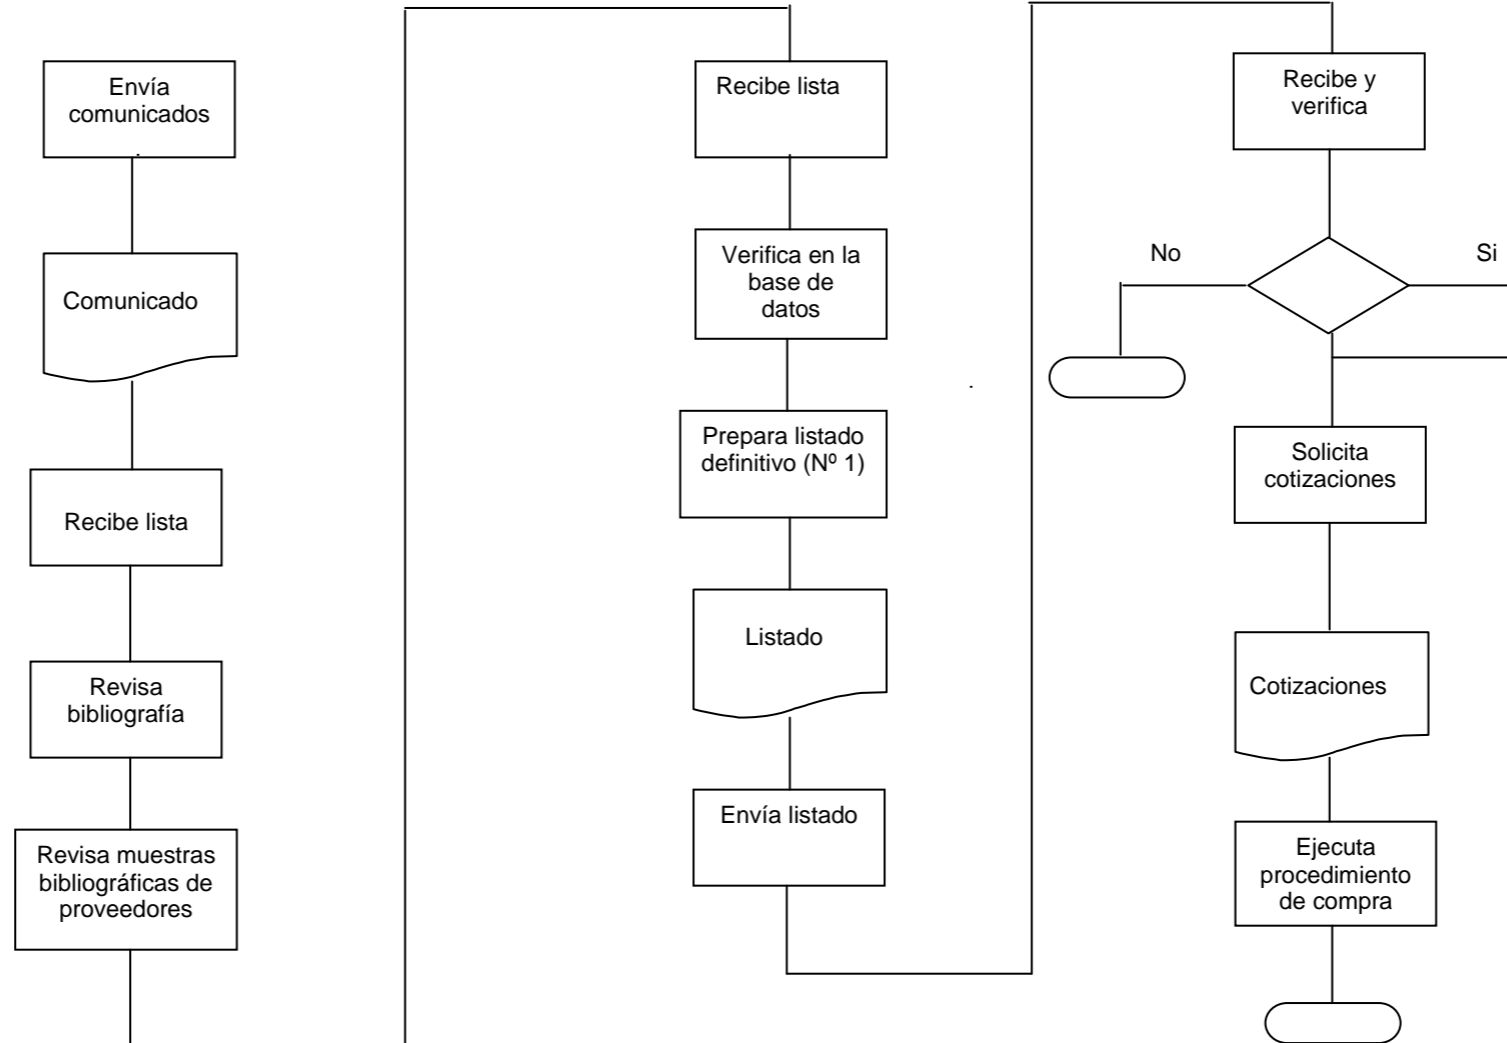 Envía
comunicados
Comunicado
Recibe lista
Revisa
bibliografía
Revisa muestras
bibliográficas de
proveedores
Recibe lista
Verifica en la
base de
datos
Prepara listado
definitivo (Nº 1)
Listado
Envía listado
Recibe y
verifica
No
Si
Solicita
cotizaciones
Cotizaciones
Ejecuta
procedimiento
de compra